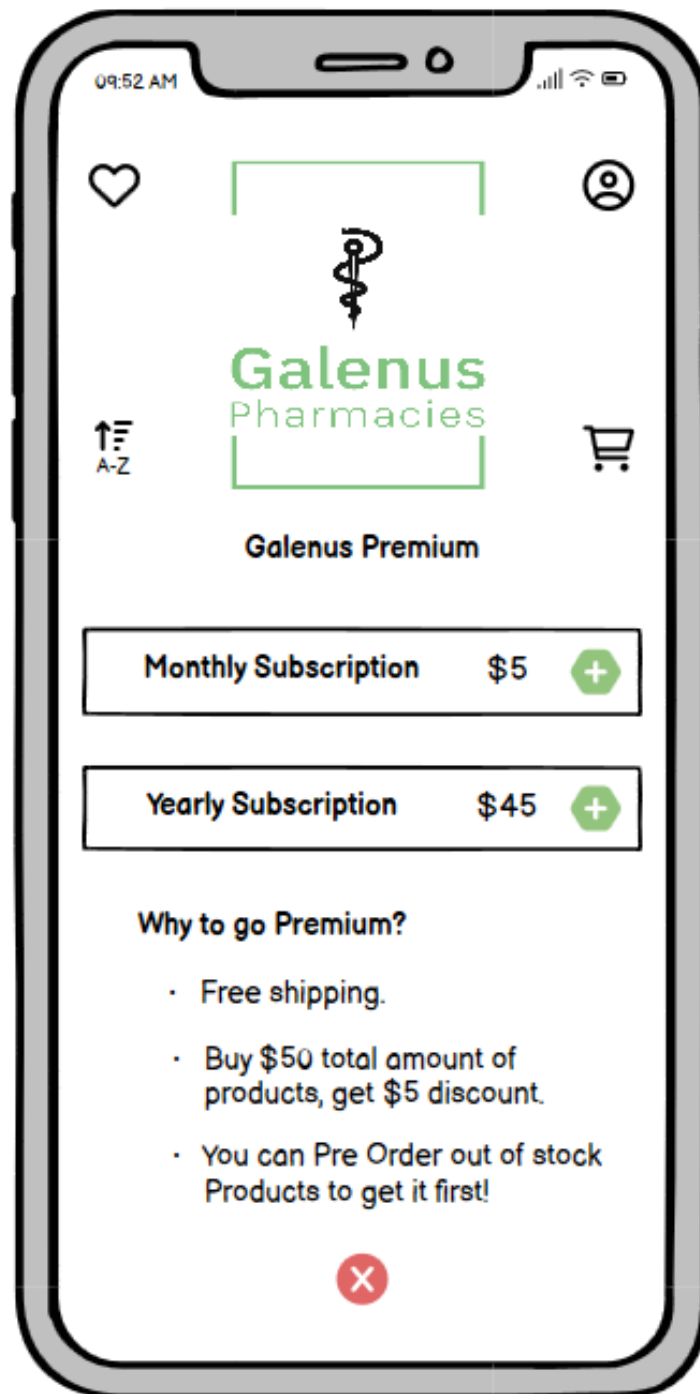 09:52 AM
Galenus
Pharmacies
A-Z
Galenus Premium
Monthly Subscription $5
Yearly Subscription $45
Why to go Premium?
· Free shipping.
· Buy $50 total amount of
products, get $5 discount.
· You can Pre Order out of stock
Products to get it first!